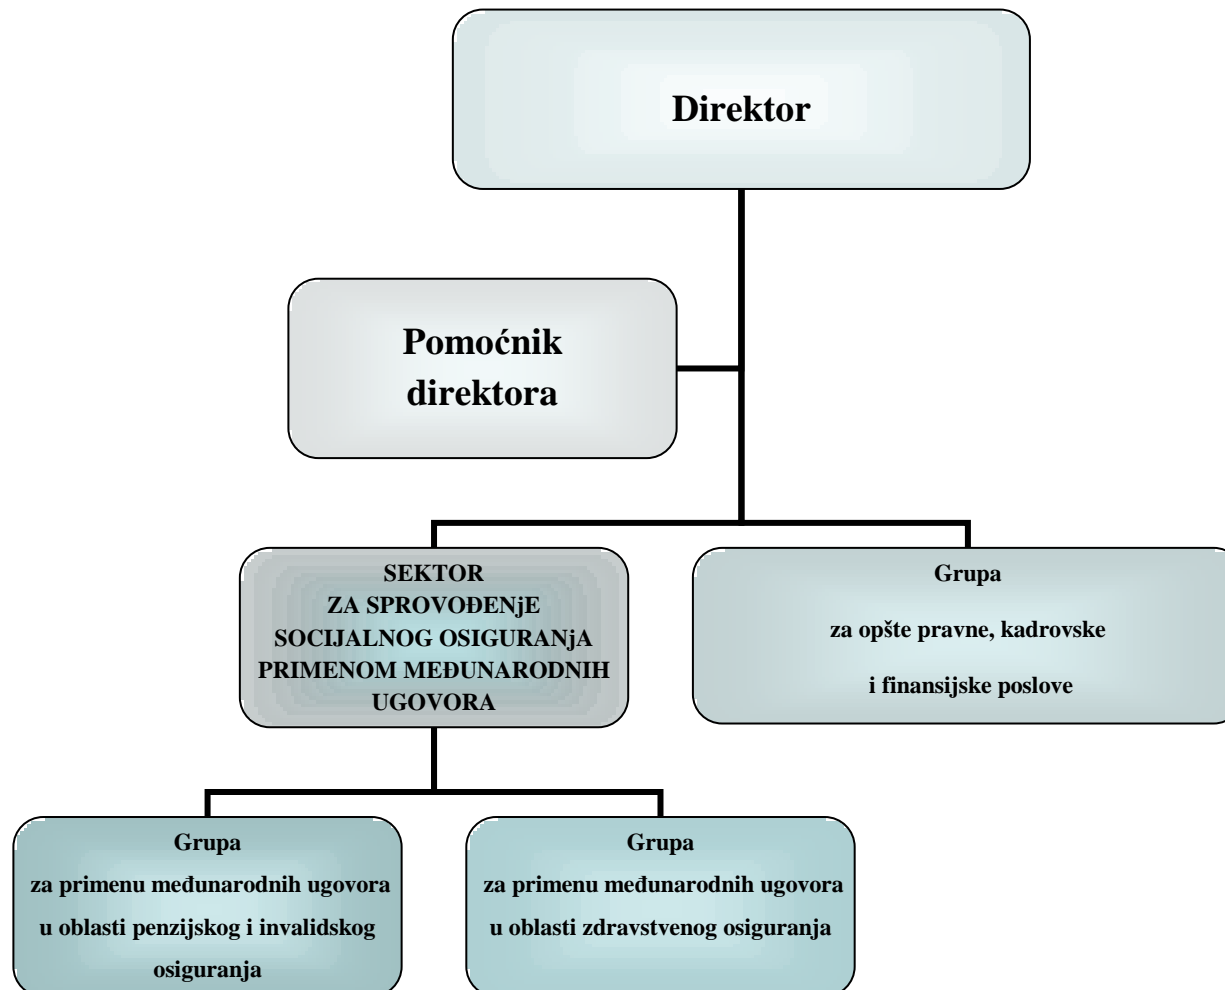 Direktor
Pomoćnik
direktora
SEKTOR
ZA SPROVOĐENjE
SOCIJALNOG OSIGURANjA
PRIMENOM MEĐUNARODNIH
UGOVORA
Grupa
za opšte pravne, kadrovske
i finansijske poslove
Grupa
za primenu međunarodnih ugovora
u oblasti penzijskog i invalidskog
osiguranja
Grupa
za primenu međunarodnih ugovora
u oblasti zdravstvenog osiguranja